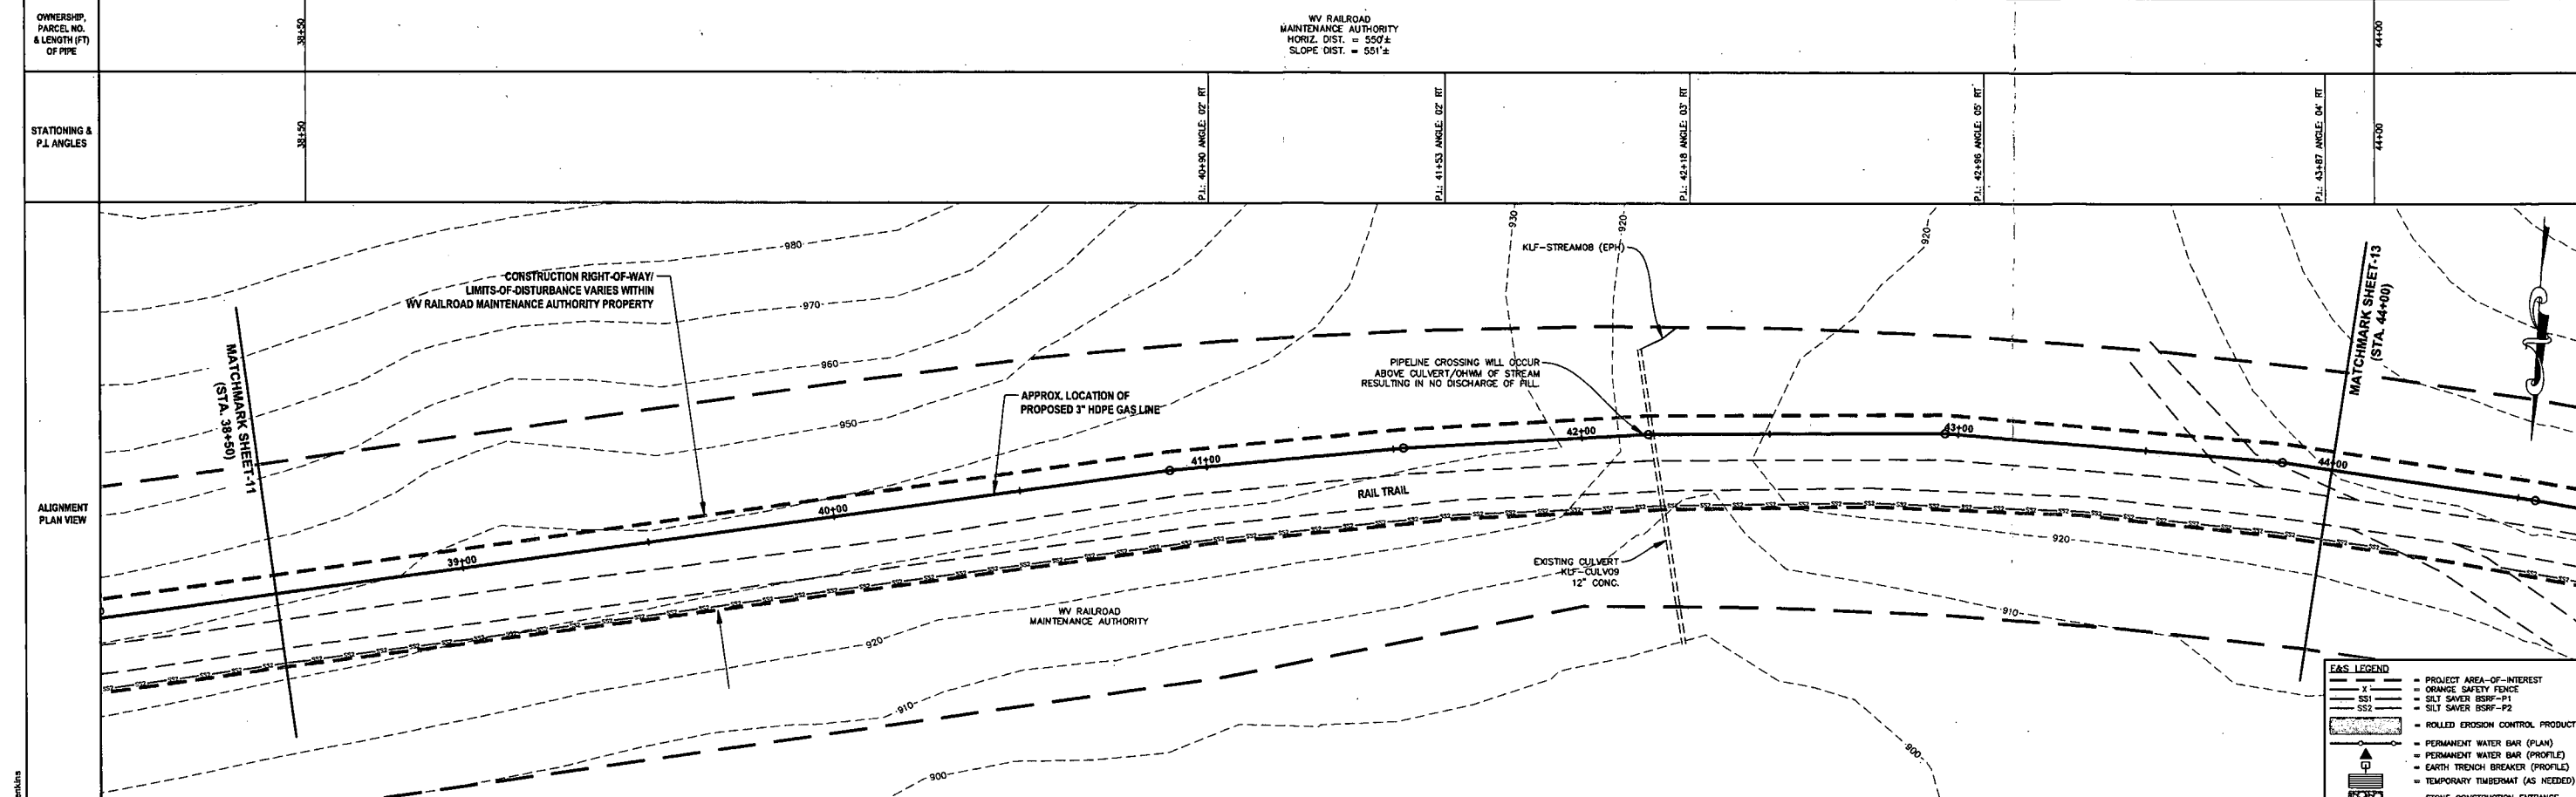 OWNERSHIP,
PARCEL NO.
& LENGTH (FT)
OF PIPE
38+50
WV RAILROAD
MAINTENANCE AUTHORITY
HORIZ. DIST. = 550'±
SLOPE DIST. = 551'±
44+00
STATIONING &
P.I. ANGLES
38+50
P.I.: 40+90 ANGLE: 02° RT
P.I.: 41+53 ANGLE: 02° RT
P.I.: 42+18 ANGLE: 03° RT
P.I.: 42+96 ANGLE: 05° RT
P.I.: 43+87 ANGLE: 04° RT
44+00
ALIGNMENT
PLAN VIEW
980
970
960
950
930
920
920
CONSTRUCTION RIGHT-OF-WAY/
LIMITS-OF-DISTURBANCE VARIES WITHIN
WV RAILROAD MAINTENANCE AUTHORITY PROPERTY
KLF-STREAM08 (EPH)
MATCHMARK SHEET-11
(STA. 38+50)
MATCHMARK SHEET-13
(STA. 44+00)
PIPELINE CROSSING WILL OCCUR
ABOVE CULVERT/OHWM OF STREAM
RESULTING IN NO DISCHARGE OF FILL.
APPROX. LOCATION OF
PROPOSED 3" HDPE GAS LINE
39+00
40+00
41+00
42+00
43+00
44+00
RAIL TRAIL
EXISTING CULVERT
KLF-CULV09
12" CONC.
WV RAILROAD
MAINTENANCE AUTHORITY
920
920
910
910
900
900
E&S LEGEND
= PROJECT AREA-OF-INTEREST
X = ORANGE SAFETY FENCE
SS1 = SILT SAVER BSRF-P1
SS2 = SILT SAVER BSRF-P2
= ROLLED EROSION CONTROL PRODUCT
= PERMANENT WATER BAR (PLAN)
= PERMANENT WATER BAR (PROFILE)
= EARTH TRENCH BREAKER (PROFILE)
= TEMPORARY TIMBERMAT (AS NEEDED)
= STONE CONSTRUCTION ENTRANCE